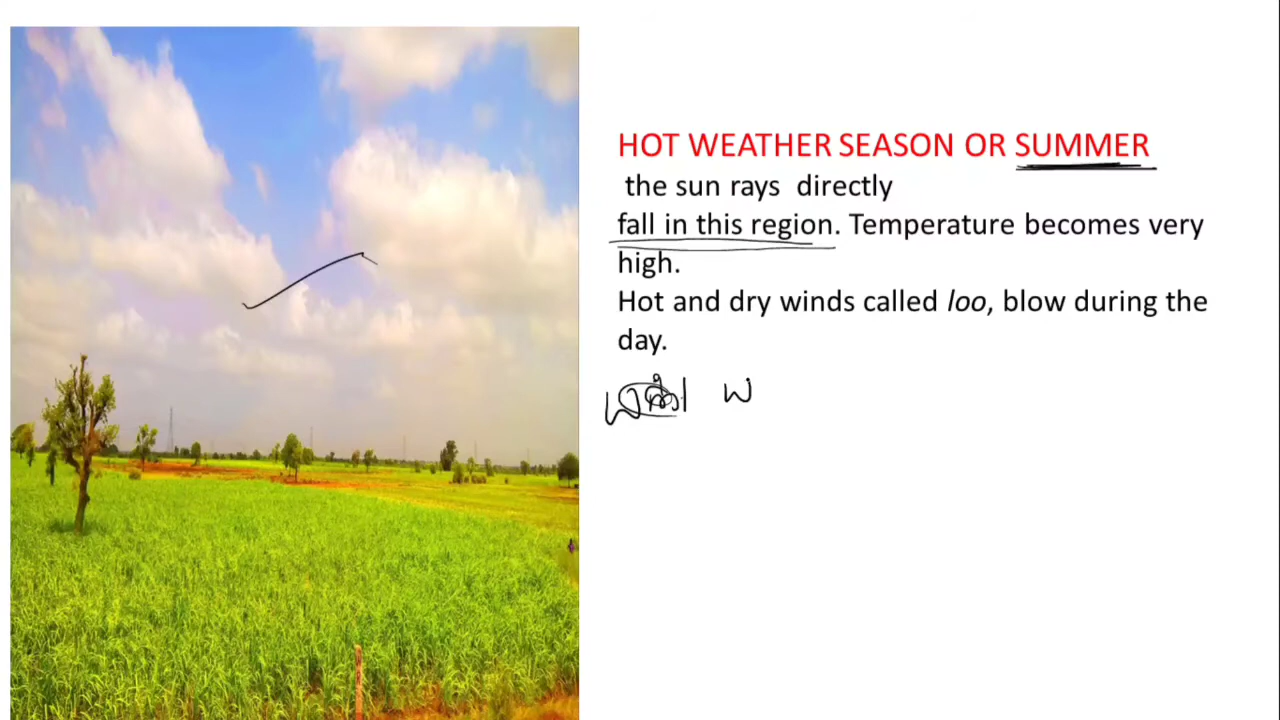 HOT WEATHER SEASON OR SUMMER
the sun rays directly
fall in this region. Temperature becomes very
high.
Hot and dry winds called loo, blow during the
day.